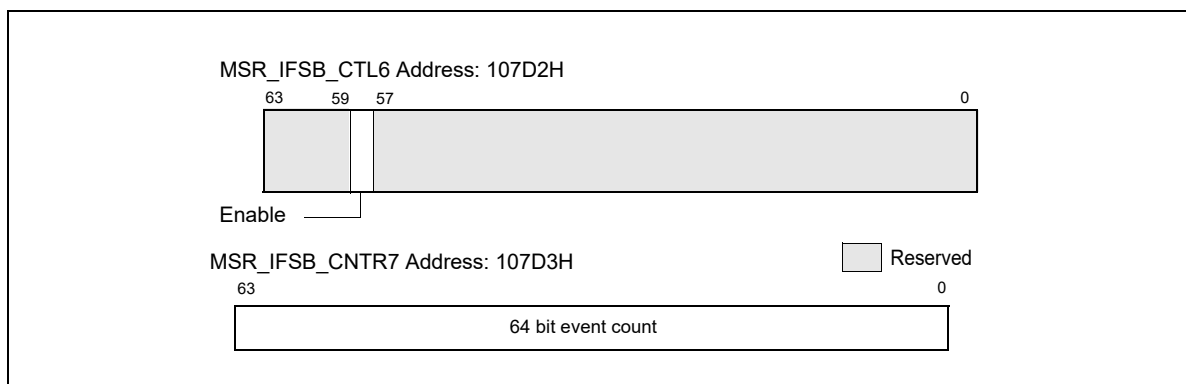 MSR_IFSB_CTL6 Address: 107D2H
63 59 57 0
Enable
Reserved
MSR_IFSB_CNTR7 Address: 107D3H
63 0
64 bit event count